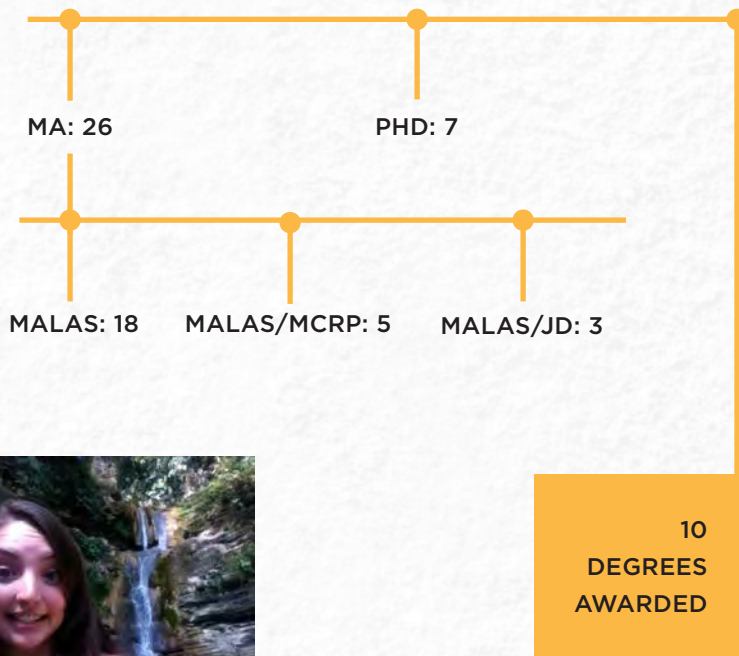 MA: 26
PHD: 7
MALAS: 18
MALAS/MCRP: 5
MALAS/JD: 3
10
DEGREES
AWARDED